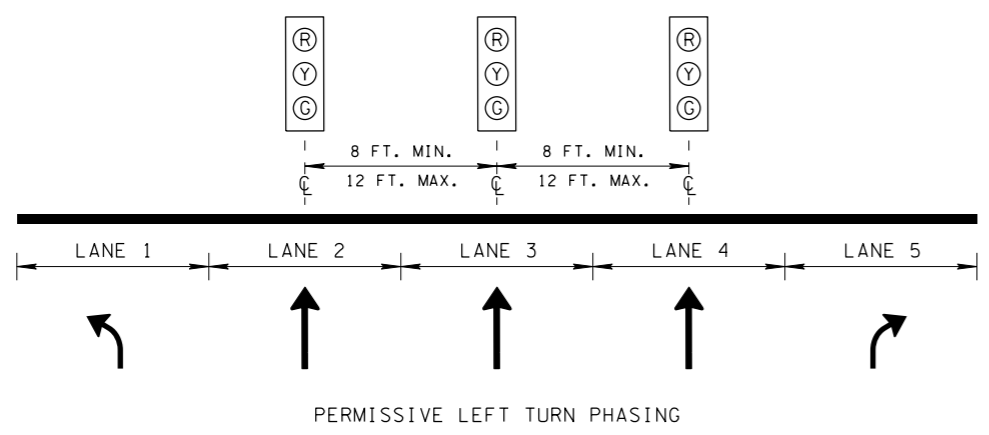 R R R
Y Y Y
G G G
8 FT. MIN. 8 FT. MIN.
12 FT. MAX. 12 FT. MAX.
℄ ℄ ℄
LANE 1 LANE 2 LANE 3 LANE 4 LANE 5
PERMISSIVE LEFT TURN PHASING